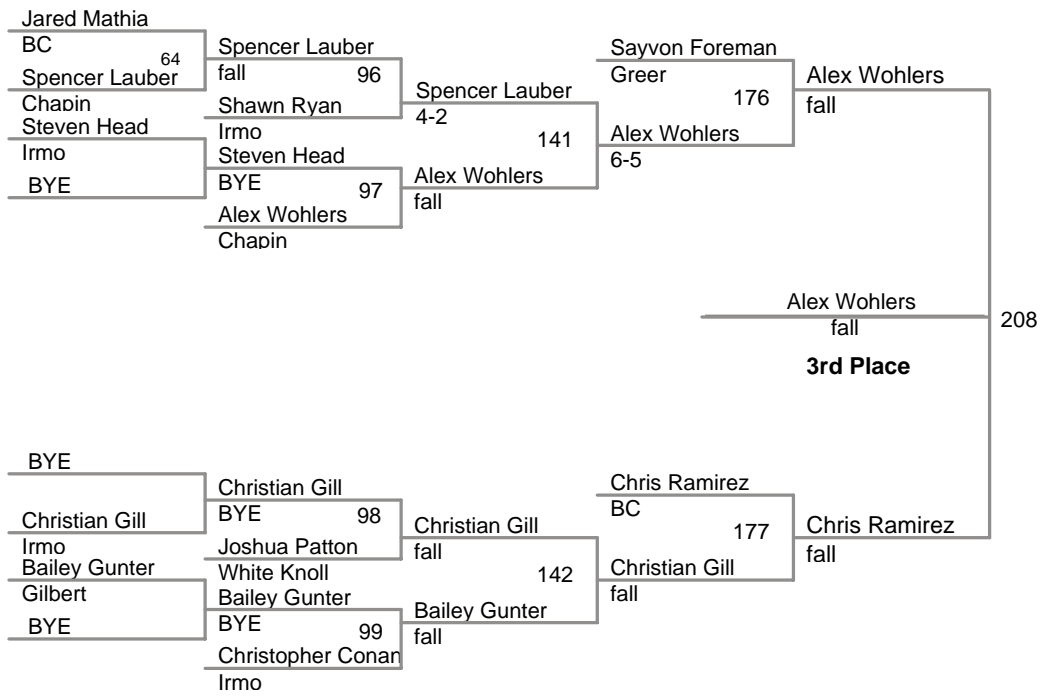 Jared Mathia
BC
64
Spencer Lauber
Chapin
Steven Head
Irmo
BYE
Spencer Lauber
fall
96
Shawn Ryan
Irmo
Steven Head
BYE
97
Alex Wohlers
Chapin
Spencer Lauber
4-2
141
Alex Wohlers
fall
Sayvon Foreman
Greer
176
Alex Wohlers
6-5
Alex Wohlers
fall
Alex Wohlers
fall
208
3rd Place
BYE
Christian Gill
Irmo
Bailey Gunter
Gilbert
BYE
Christian Gill
BYE
98
Joshua Patton
White Knoll
Bailey Gunter
BYE
99
Christopher Conan
Irmo
Christian Gill
fall
142
Bailey Gunter
fall
Chris Ramirez
BC
177
Christian Gill
fall
Chris Ramirez
fall